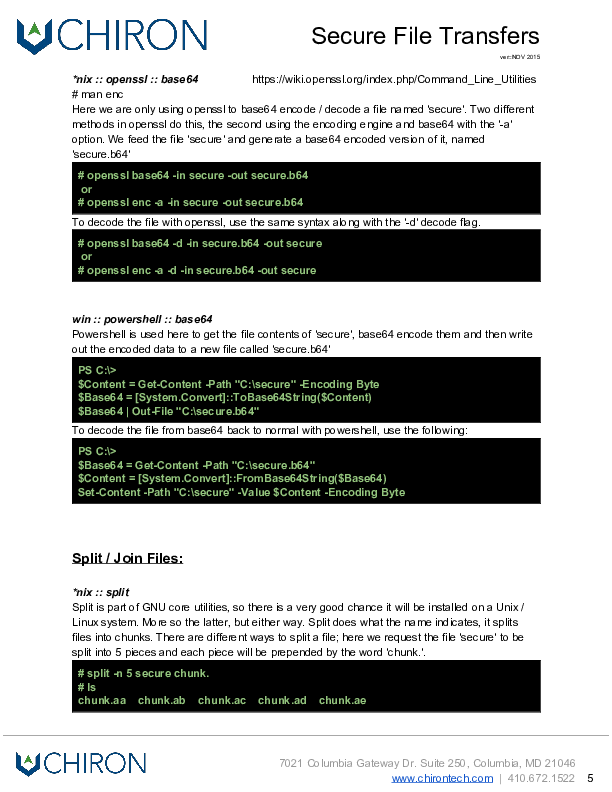 CHIRON
Secure File Transfers
ver:NOV 2015
*nix :: openssl :: base64 https://wiki.openssl.org/index.php/Command_Line_Utilities
# man enc
Here we are only using openssl to base64 encode / decode a file named 'secure'. Two different
methods in openssl do this, the second using the encoding engine and base64 with the '-a'
option. We feed the file 'secure' and generate a base64 encoded version of it, named
'secure.b64'
# openssl base64 -in secure -out secure.b64
or
# openssl enc -a -in secure -out secure.b64
To decode the file with openssl, use the same syntax along with the '-d' decode flag.
# openssl base64 -d -in secure.b64 -out secure
or
# openssl enc -a -d -in secure.b64 -out secure
win :: powershell :: base64
Powershell is used here to get the file contents of 'secure', base64 encode them and then write
out the encoded data to a new file called 'secure.b64'
PS C:\>
$Content = Get-Content -Path "C:\secure" -Encoding Byte
$Base64 = [System.Convert]::ToBase64String($Content)
$Base64 | Out-File "C:\secure.b64"
To decode the file from base64 back to normal with powershell, use the following:
PS C:\>
$Base64 = Get-Content -Path "C:\secure.b64"
$Content = [System.Convert]::FromBase64String($Base64)
Set-Content -Path "C:\secure" -Value $Content -Encoding Byte
Split / Join Files:
*nix :: split
Split is part of GNU core utilities, so there is a very good chance it will be installed on a Unix /
Linux system. More so the latter, but either way. Split does what the name indicates, it splits
files into chunks. There are different ways to split a file; here we request the file 'secure' to be
split into 5 pieces and each piece will be prepended by the word 'chunk.'.
# split -n 5 secure chunk.
# ls
chunk.aa chunk.ab chunk.ac chunk.ad chunk.ae
CHIRON
7021 Columbia Gateway Dr. Suite 250, Columbia, MD 21046
www.chirontech.com | 410.672.1522 5